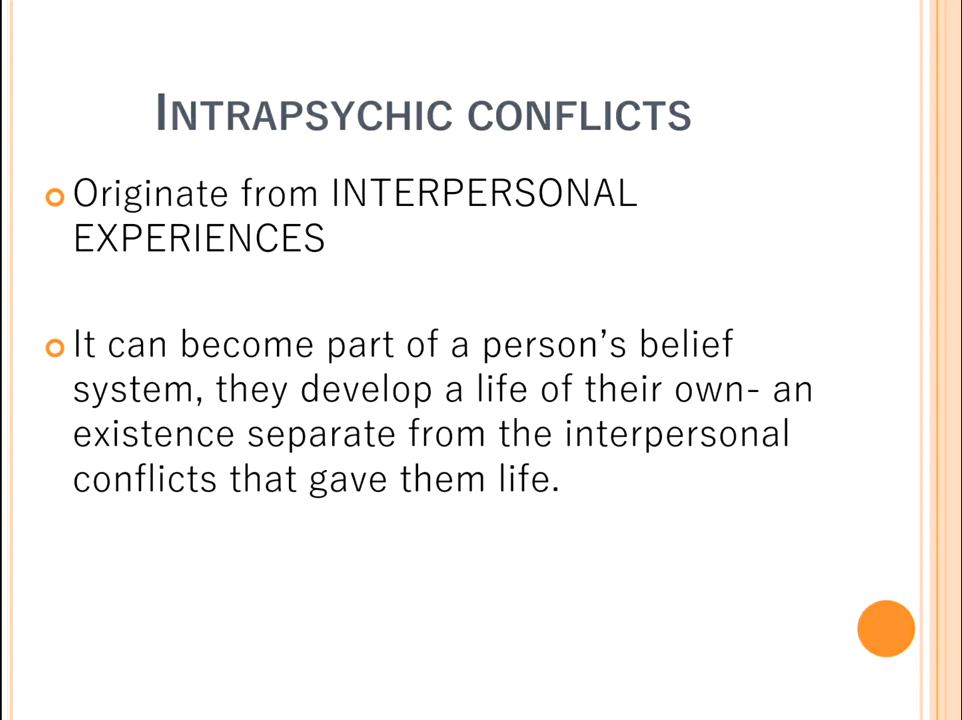 INTRAPSYCHIC CONFLICTS
Originate from INTERPERSONAL
EXPERIENCES
It can become part of a person’s belief
system, they develop a life of their own- an
existence separate from the interpersonal
conflicts that gave them life.